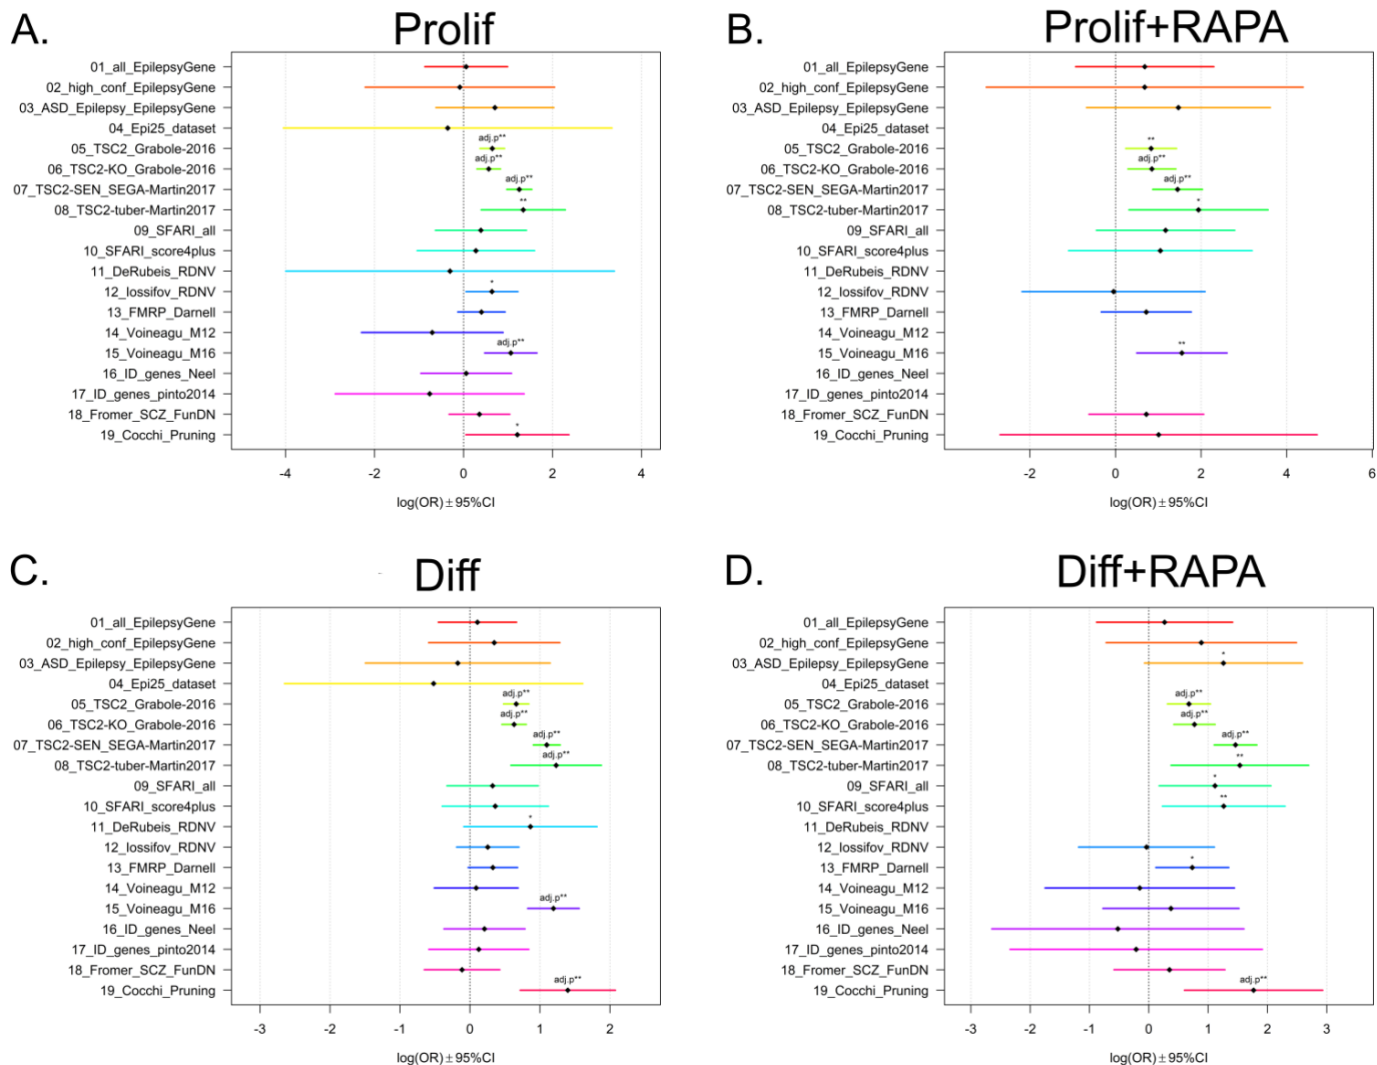 A.
Prolif
01_all_EpilepsyGene
02_high_conf_EpilepsyGene
03_ASD_Epilepsy_EpilepsyGene
04_Epi25_dataset
adj.p**
05_TSC2_Grabole-2016
adj.p**
06_TSC2-KO_Grabole-2016
adj.p**
07_TSC2-SEN_SEGA-Martin2017
**
08_TSC2-tuber-Martin2017
09_SFARI_all
10_SFARI_score4plus
11_DeRubeis_RDNV
*
12_Iossifov_RDNV
13_FMRP_Darnell
14_Voineagu_M12
adj.p**
15_Voineagu_M16
16_ID_genes_Neel
17_ID_genes_pinto2014
18_Fromer_SCZ_FunDN
*
19_Cocchi_Pruning
-4 -2 0 2 4
log(OR)±95%CI
B.
Prolif+RAPA
01_all_EpilepsyGene
02_high_conf_EpilepsyGene
03_ASD_Epilepsy_EpilepsyGene
04_Epi25_dataset
**
05_TSC2_Grabole-2016
adj.p**
06_TSC2-KO_Grabole-2016
adj.p**
07_TSC2-SEN_SEGA-Martin2017
*
08_TSC2-tuber-Martin2017
09_SFARI_all
10_SFARI_score4plus
11_DeRubeis_RDNV
12_Iossifov_RDNV
13_FMRP_Darnell
14_Voineagu_M12
**
15_Voineagu_M16
16_ID_genes_Neel
17_ID_genes_pinto2014
18_Fromer_SCZ_FunDN
19_Cocchi_Pruning
-2 0 2 4 6
log(OR)±95%CI
C.
Diff
01_all_EpilepsyGene
02_high_conf_EpilepsyGene
03_ASD_Epilepsy_EpilepsyGene
04_Epi25_dataset
adj.p**
05_TSC2_Grabole-2016
adj.p**
06_TSC2-KO_Grabole-2016
adj.p**
07_TSC2-SEN_SEGA-Martin2017
adj.p**
08_TSC2-tuber-Martin2017
09_SFARI_all
10_SFARI_score4plus
*
11_DeRubeis_RDNV
12_Iossifov_RDNV
13_FMRP_Darnell
14_Voineagu_M12
adj.p**
15_Voineagu_M16
16_ID_genes_Neel
17_ID_genes_pinto2014
18_Fromer_SCZ_FunDN
adj.p**
19_Cocchi_Pruning
-3 -2 -1 0 1 2
log(OR)±95%CI
D.
Diff+RAPA
01_all_EpilepsyGene
02_high_conf_EpilepsyGene
*
03_ASD_Epilepsy_EpilepsyGene
04_Epi25_dataset
adj.p**
05_TSC2_Grabole-2016
adj.p**
06_TSC2-KO_Grabole-2016
adj.p**
07_TSC2-SEN_SEGA-Martin2017
**
08_TSC2-tuber-Martin2017
*
09_SFARI_all
**
10_SFARI_score4plus
11_DeRubeis_RDNV
12_Iossifov_RDNV
*
13_FMRP_Darnell
14_Voineagu_M12
15_Voineagu_M16
16_ID_genes_Neel
17_ID_genes_pinto2014
18_Fromer_SCZ_FunDN
adj.p**
19_Cocchi_Pruning
-3 -2 -1 0 1 2 3
log(OR)±95%CI